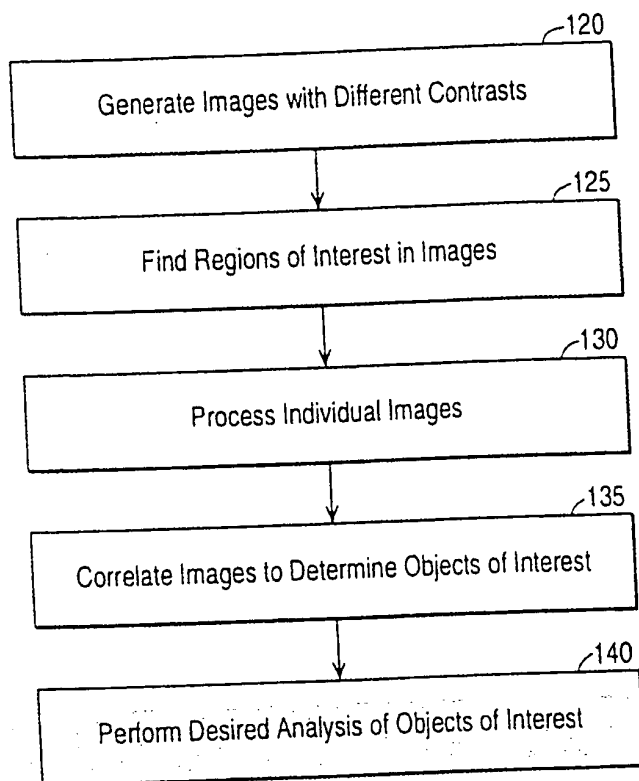 120
Generate Images with Different Contrasts
125
Find Regions of Interest in Images
130
Process Individual Images
135
Correlate Images to Determine Objects of Interest
140
Perform Desired Analysis of Objects of Interest